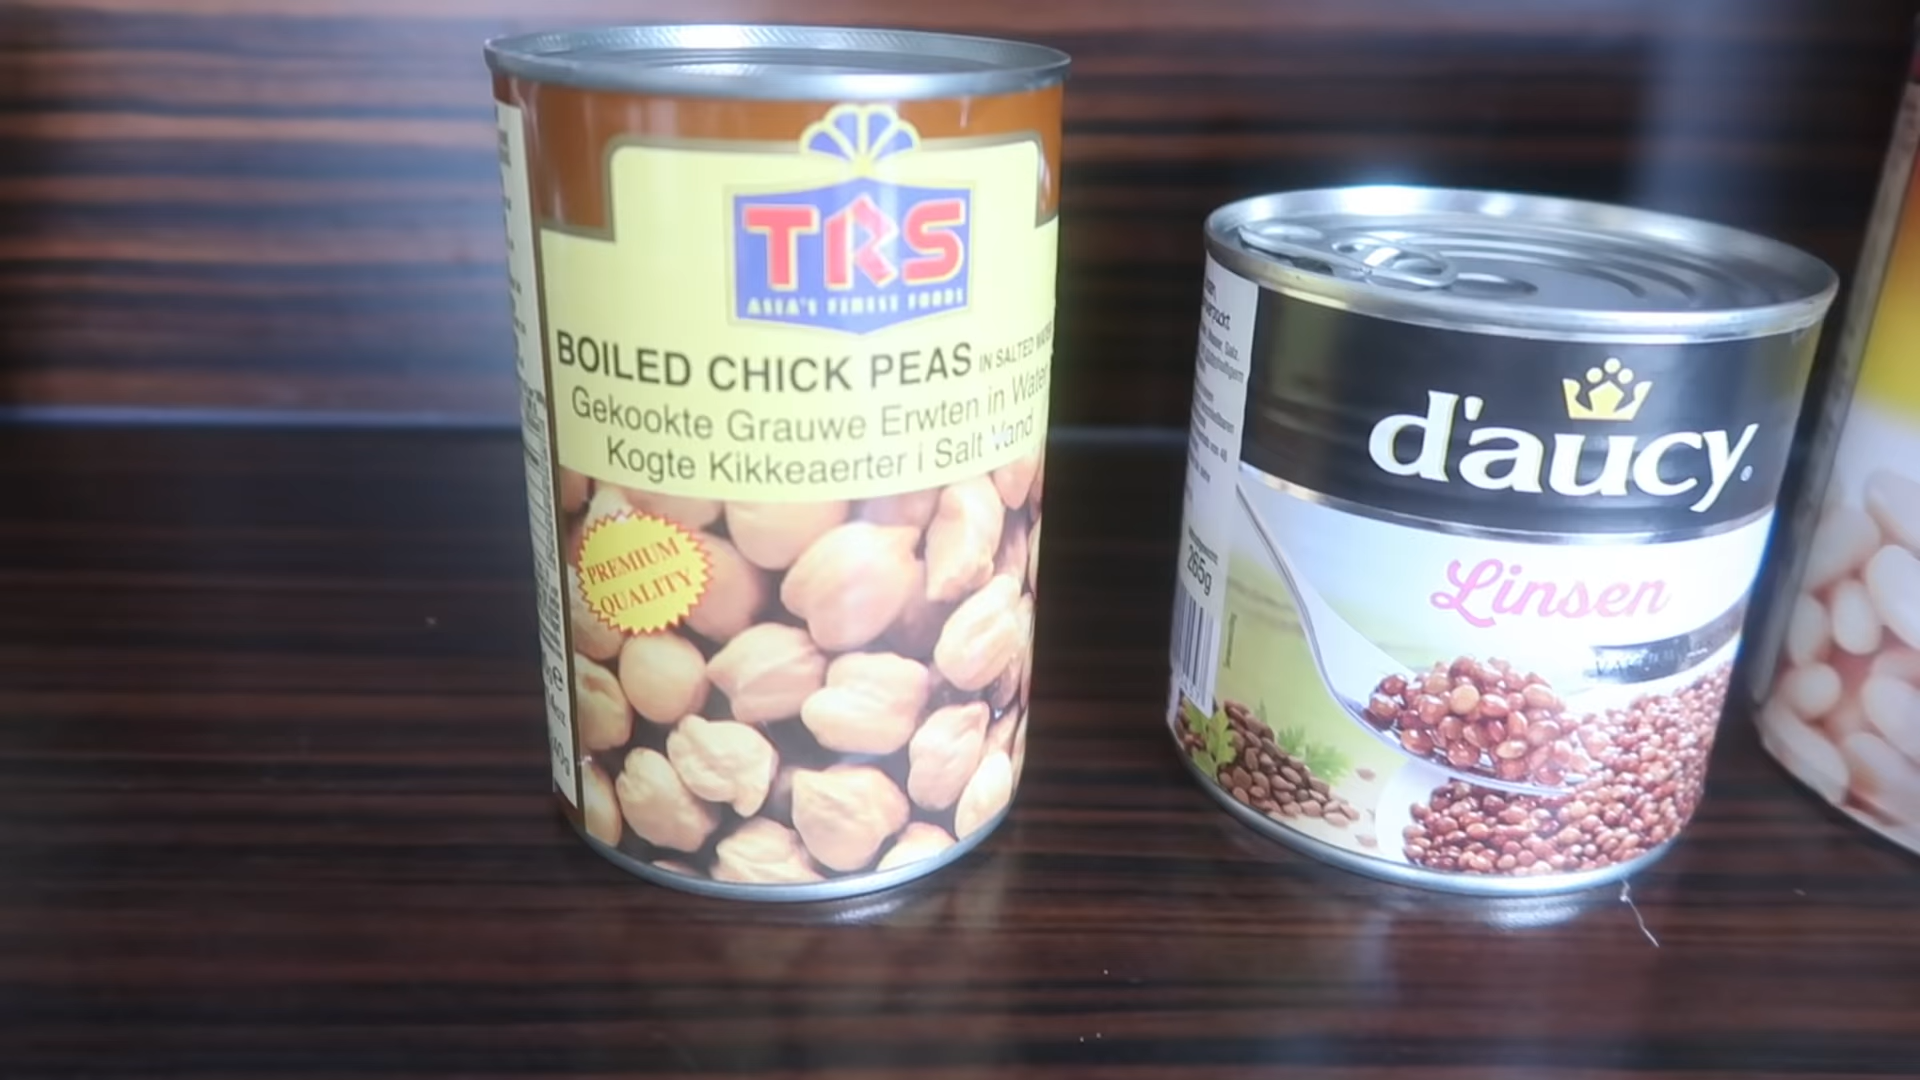 TRS
ASIA'S FINEST FOODS
BOILED CHICK PEAS IN SALTED
Gekookte Grauwe Erwten in Water
Kogte Kikkeaerter i Salt Vand
PREMIUM
QUALITY
d'aucy
Linsen
265g